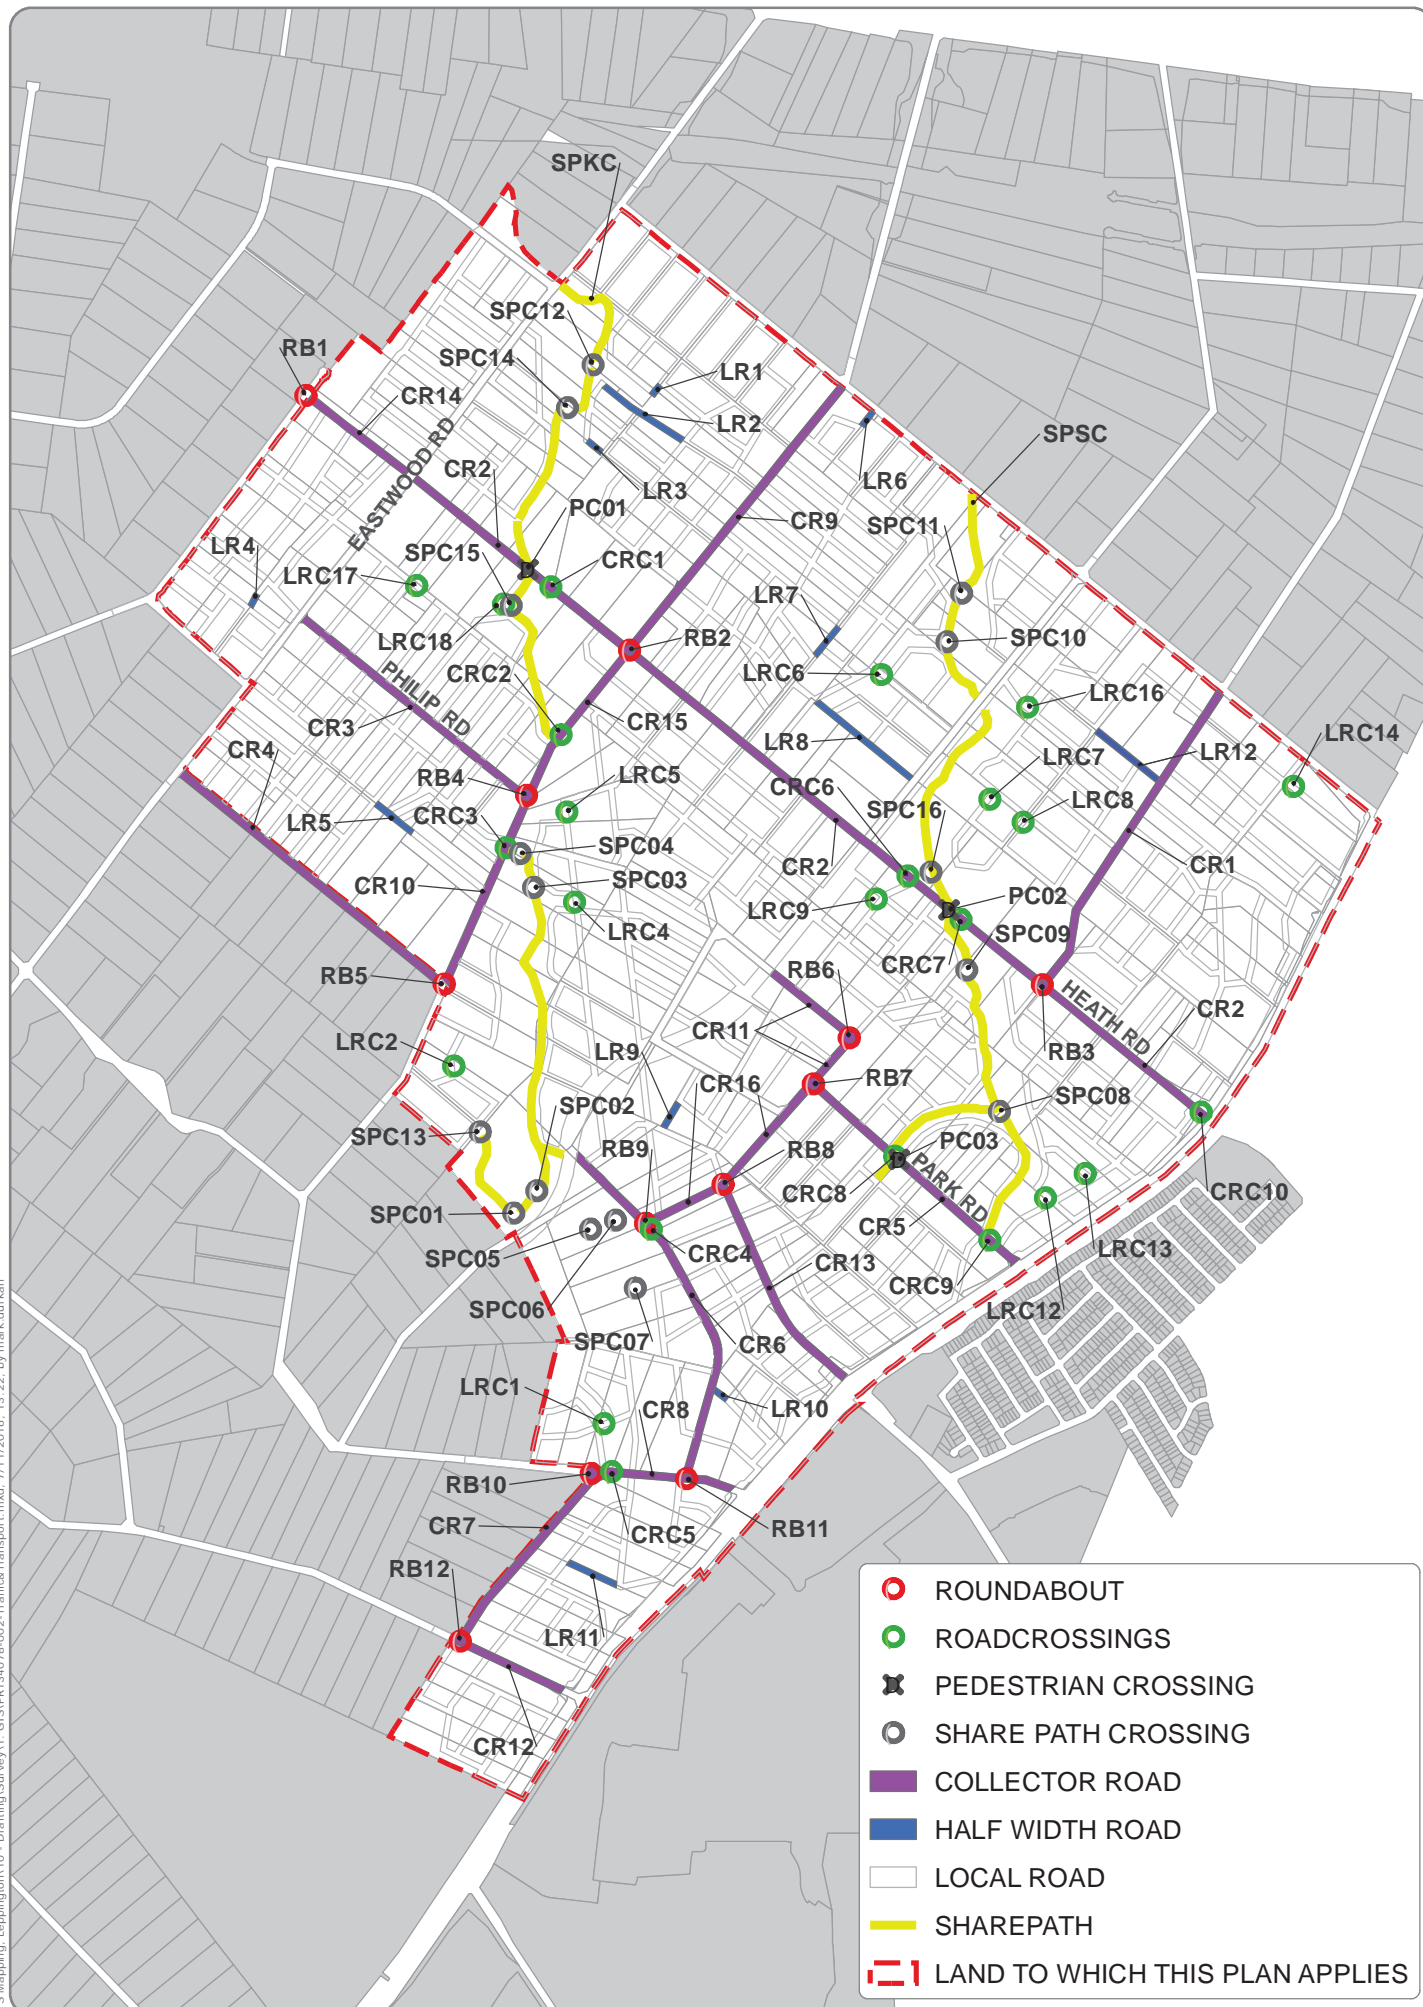 SPKC
SPC12
RB1
SPC14
LR1
CR14
LR2
SPSC
EASTWOOD RD
CR2
LR3
LR6
PC01
CR9
SPC11
LR4
SPC15
CRC1
LRC17
LR7
LRC18
RB2
SPC10
LRC6
CRC2
PHILIP RD
LRC16
CR3
CR15
LRC14
CR4
LR8
LR12
LRC7
RB4
LRC5
CRC6
LRC8
LR5
CRC3
SPC16
SPC04
CR2
CR1
CR10
SPC03
PC02
LRC9
LRC4
SPC09
CRC7
RB5
RB6
HEATH RD
CR2
CR11
LRC2
LR9
RB3
CR16
RB7
SPC02
SPC08
SPC13
PC03
RB9
RB8
PARK RD
CRC8
CRC10
SPC01
CR5
SPC05
CRC4
LRC13
CR13
CRC9
SPC06
LRC12
SPC07
CR6
LRC1
CR8
LR10
RB10
CR7
CRC5
RB11
RB12
LR11
CR12
ROUNDABOUT
ROADCROSSINGS
PEDESTRIAN CROSSING
SHARE PATH CROSSING
COLLECTOR ROAD
HALF WIDTH ROAD
LOCAL ROAD
SHAREPATH
LAND TO WHICH THIS PLAN APPLIES